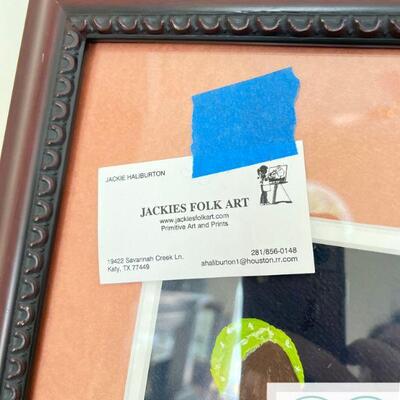 JACKIE HALIBURTON
JACKIES FOLK ART
www.jackiesfolkart.com
Primitive Art and Prints
19422 Savannah Creek Ln.
Katy, TX 77449
281/856-0148
ahaliburton1@houston.rr.com